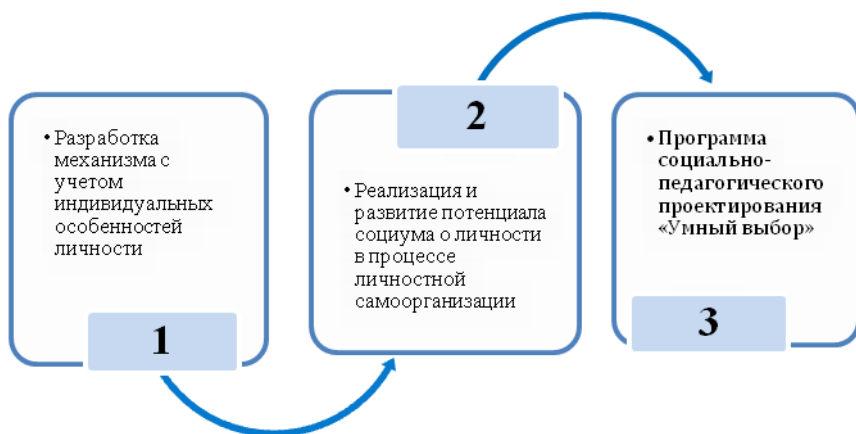 • Разработка
механизма с
учетом
индивидуальных
особенностей
личности
1
2
• Реализация и
развитие потенциала
социума о личности
в процессе
личностной
самоорганизации
• Программа
социально-
педагогического
проектирования
«Умный выбор»
3